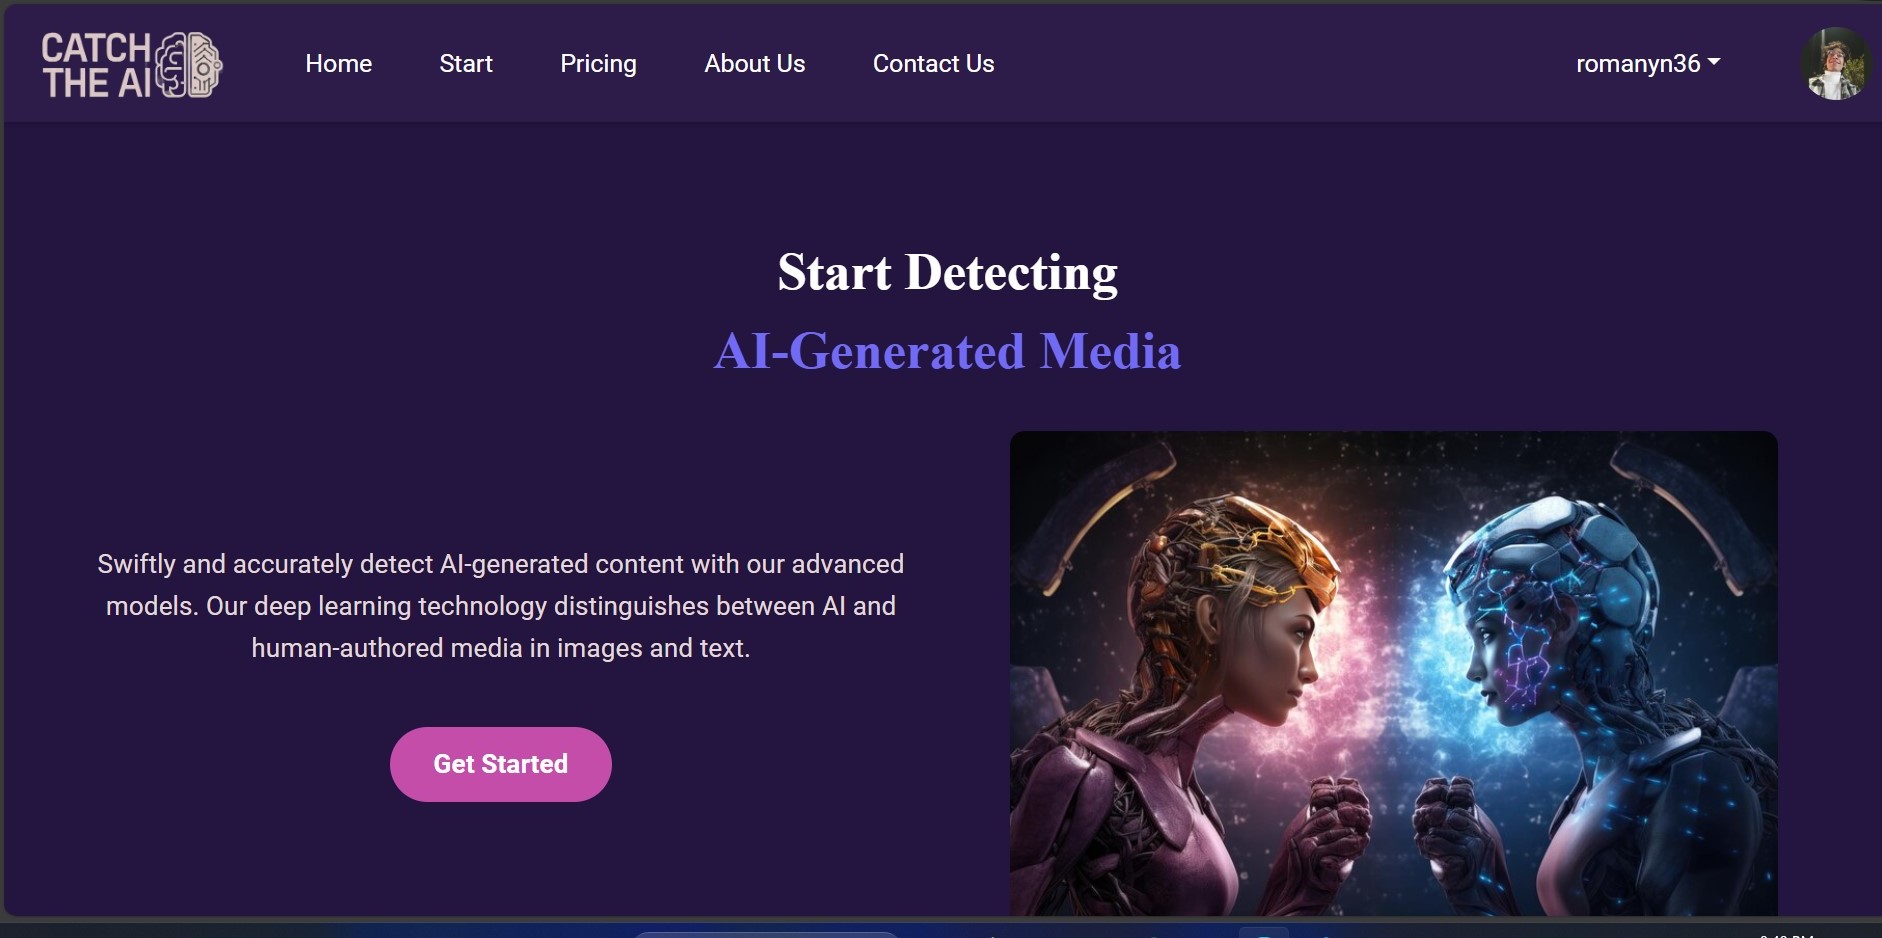 CATCH
THE AI
Home
Start
Pricing
About Us
Contact Us
romanyn36
Start Detecting
AI-Generated Media
Swiftly and accurately detect AI-generated content with our advanced
models. Our deep learning technology distinguishes between AI and
human-authored media in images and text.
Get Started